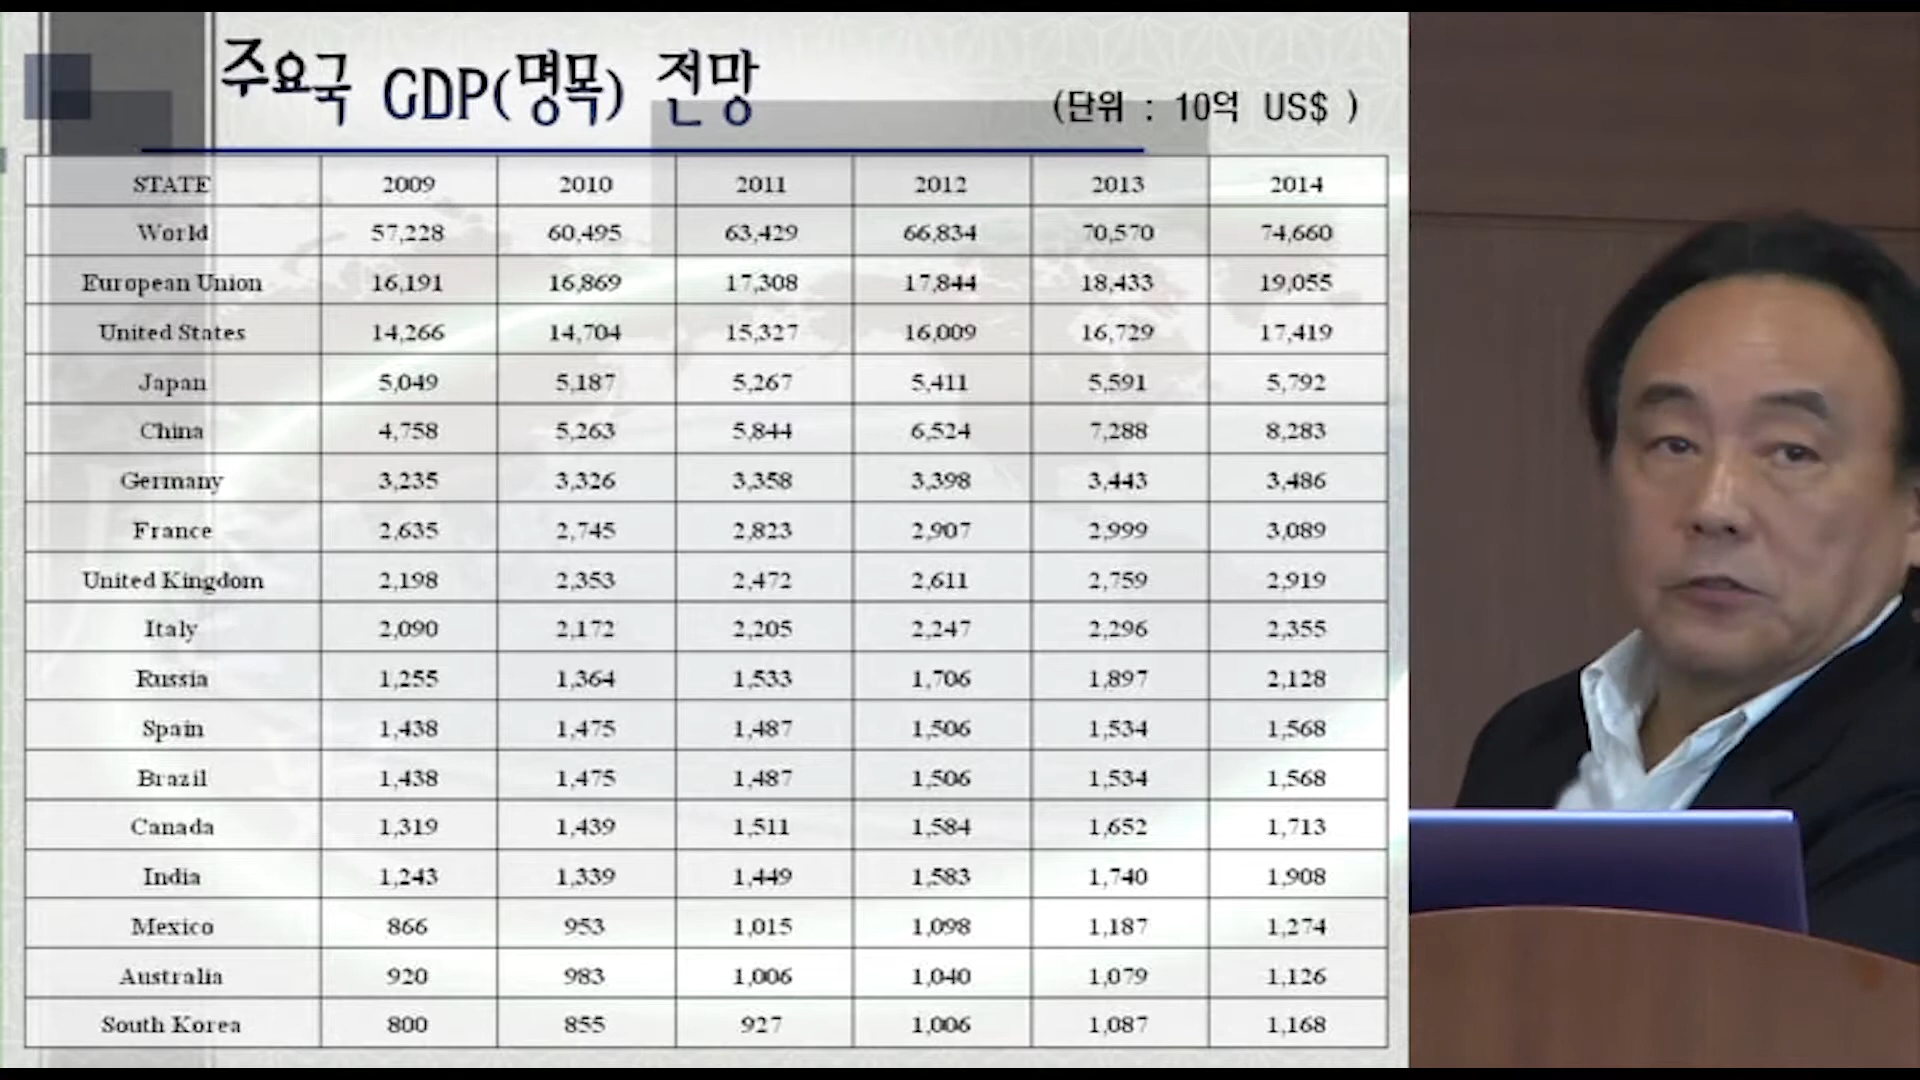 주요국 GDP(명목) 전망
(단위 : 10억 US$ )
STATE 2009 2010 2011 2012 2013 2014
World 57,228 60,495 63,429 66,834 70,570 74,660
European Union 16,191 16,869 17,308 17,844 18,433 19,055
United States 14,266 14,704 15,327 16,009 16,729 17,419
Japan 5,049 5,187 5,267 5,411 5,591 5,792
China 4,758 5,263 5,844 6,524 7,288 8,283
Germany 3,235 3,326 3,358 3,398 3,443 3,486
France 2,635 2,745 2,823 2,907 2,999 3,089
United Kingdom 2,198 2,353 2,472 2,611 2,759 2,919
Italy 2,090 2,172 2,205 2,247 2,296 2,355
Russia 1,255 1,364 1,533 1,706 1,897 2,128
Spain 1,438 1,475 1,487 1,506 1,534 1,568
Brazil 1,438 1,475 1,487 1,506 1,534 1,568
Canada 1,319 1,439 1,511 1,584 1,652 1,713
India 1,243 1,339 1,449 1,583 1,740 1,908
Mexico 866 953 1,015 1,098 1,187 1,274
Australia 920 983 1,006 1,040 1,079 1,126
South Korea 800 855 927 1,006 1,087 1,168